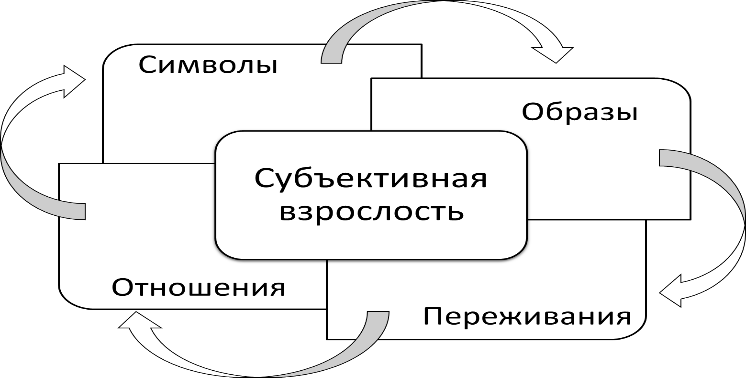 Символы
Образы
Субъективная
взрослость
Отношения
Переживания